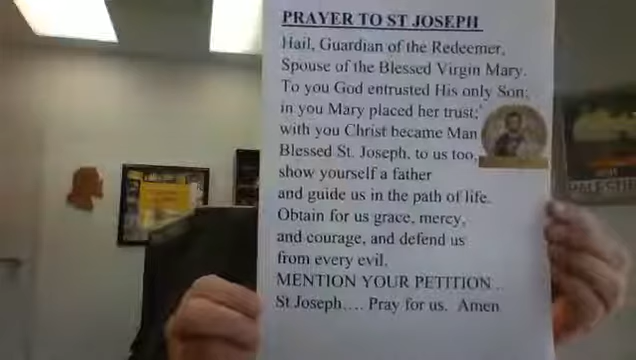 PRAYER TO ST JOSEPH
Hail, Guardian of the Redeemer,
Spouse of the Blessed Virgin Mary.
To you God entrusted His only Son;
in you Mary placed her trust;
with you Christ became Man
Blessed St. Joseph, to us too,
show yourself a father
and guide us in the path of life.
Obtain for us grace, mercy,
and courage, and defend us
from every evil.
MENTION YOUR PETITION ..
St Joseph.... Pray for us. Amen